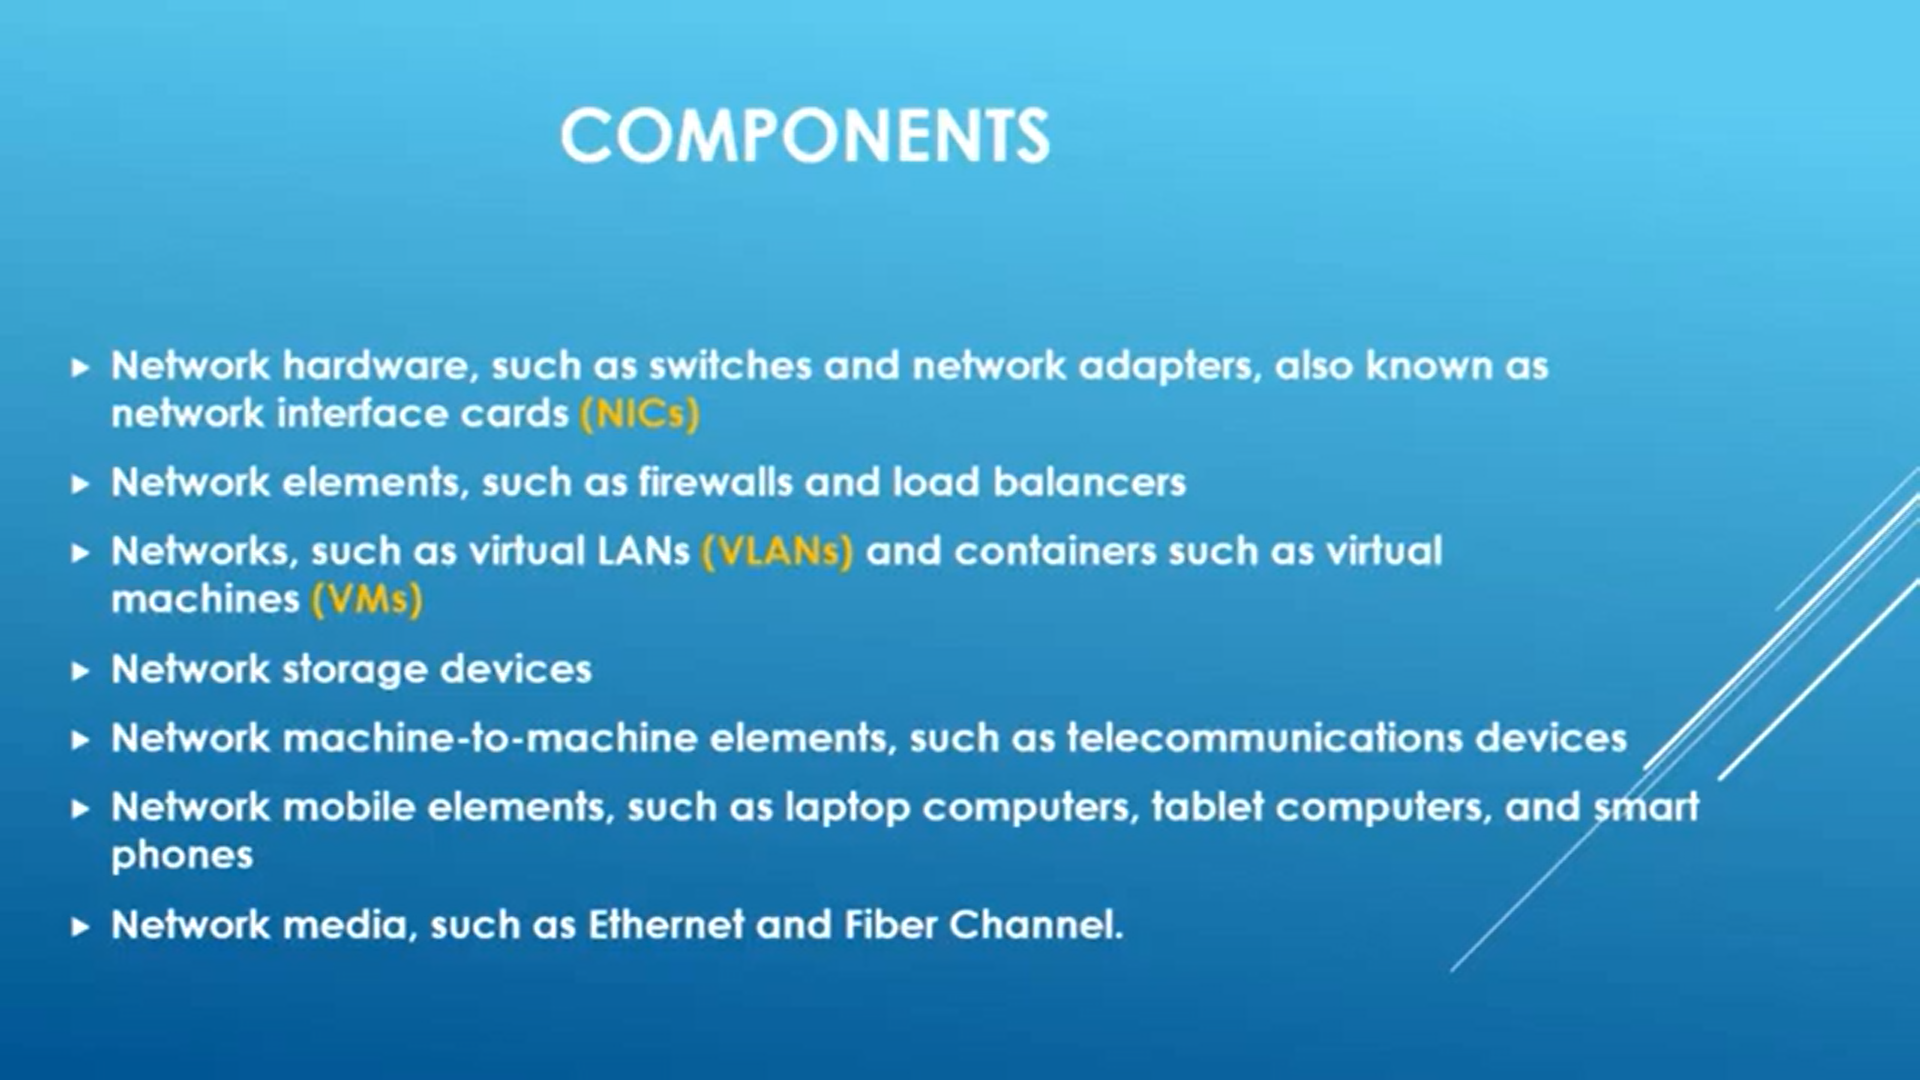 COMPONENTS
Network hardware, such as switches and network adapters, also known as
network interface cards (NICs)
Network elements, such as firewalls and load balancers
Networks, such as virtual LANs (VLANs) and containers such as virtual
machines (VMs)
Network storage devices
Network machine-to-machine elements, such as telecommunications devices
Network mobile elements, such as laptop computers, tablet computers, and smart
phones
Network media, such as Ethernet and Fiber Channel.